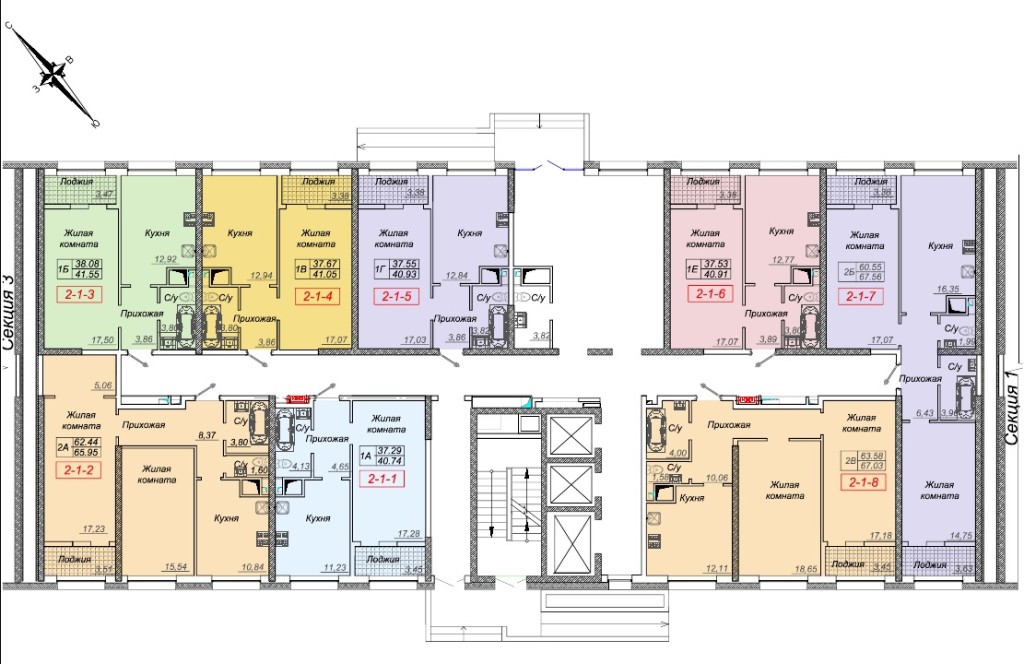 С
В
З
Ю
Секция 3
Секция 1
Лоджия
3,47
Жилая
комната
1Б
38.08
41.55
2-1-3
17,50
Кухня
12,92
С/у
3,80
Прихожая
3,86
Кухня
12,94
С/у
3,80
Прихожая
3,86
Лоджия
3,38
Жилая
комната
1В
37.67
41.05
2-1-4
17,07
Лоджия
3,38
Жилая
комната
1Г
37.55
40.93
2-1-5
17,03
Кухня
12,84
С/у
3,82
Прихожая
3,86
С/у
3,82
Лоджия
3,38
Жилая
комната
1Е
37.53
40.91
2-1-6
17,07
Кухня
12,77
С/у
3,80
Прихожая
3,89
Лоджия
3,38
Жилая
комната
2Б
60.55
67.56
2-1-7
17,07
Кухня
16,35
С/у
1,99
Прихожая
6,43
С/у
3,96
Жилая
комната
14,75
Лоджия
3,63
5,06
Жилая
комната
2А
62.44
65.95
2-1-2
17,23
Лоджия
3,51
Прихожая
8,37
С/у
3,80
С/у
1,60
Жилая
комната
15,54
Кухня
10,84
С/у
4,13
Прихожая
4,65
Кухня
11,23
Жилая
комната
1А
37.29
40.74
2-1-1
17,28
Лоджия
3,45
С/у
4,00
С/у
1,58
Прихожая
10,06
Кухня
12,11
Жилая
комната
18,65
Жилая
комната
2В
63.58
67.03
2-1-8
17,18
Лоджия
3,45